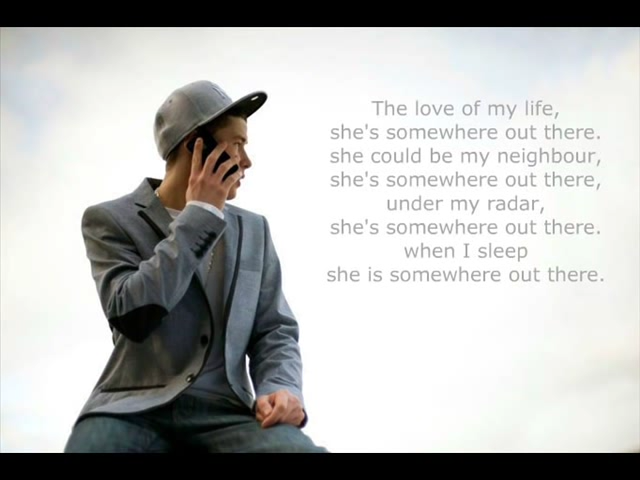 The love of my life,
she's somewhere out there.
she could be my neighbour,
she's somewhere out there,
under my radar,
she's somewhere out there.
when I sleep
she is somewhere out there.